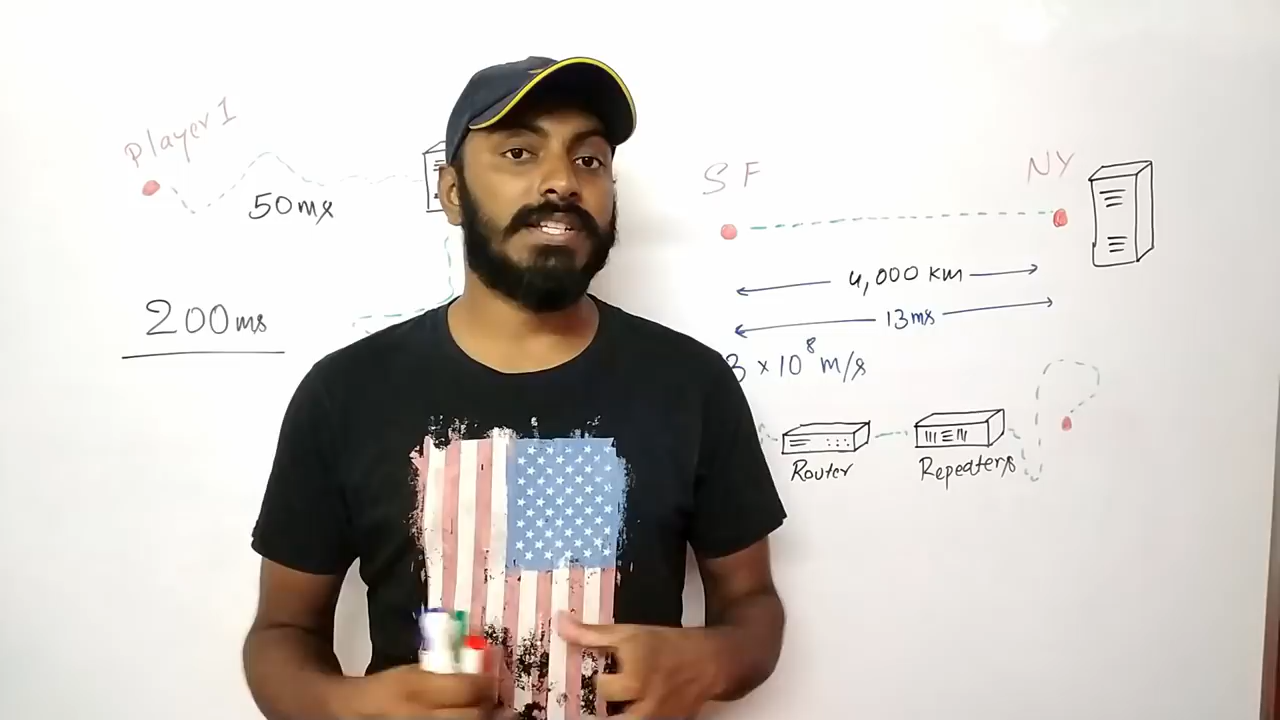 Player 1
50ms
200ms
SF
NY
4,000 km
13ms
3 × 10⁸ m/s
Router
Repeaters